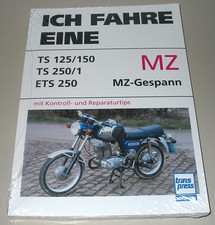 ICH FAHRE
EINE
TS 125/150
TS 250/1
ETS 250
MZ
MZ-Gespann
mit Kontroll- und Reparaturtips
trans
press